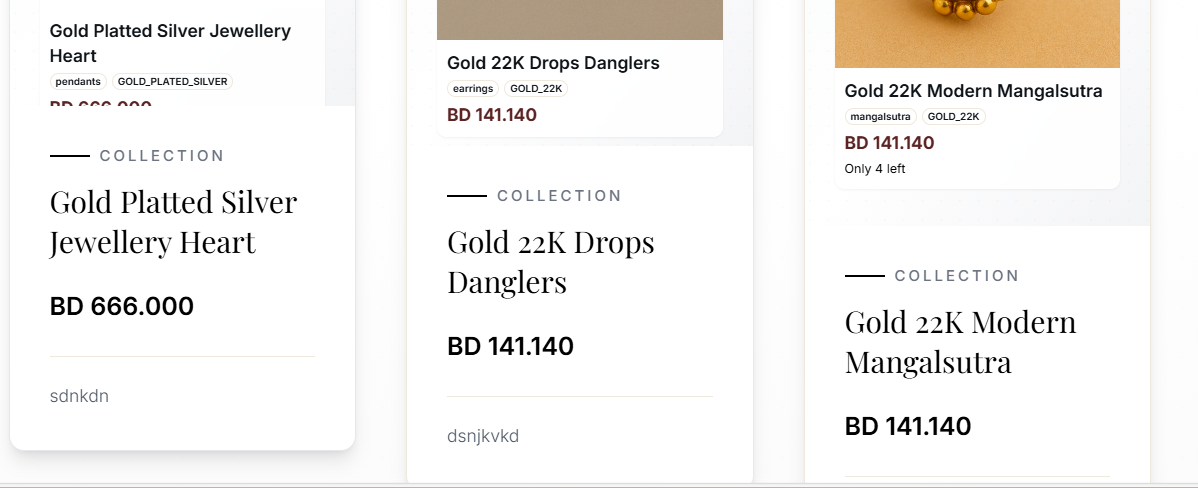 Gold Platted Silver Jewellery
Heart
pendants GOLD_PLATED_SILVER
BD 666.000
COLLECTION
Gold Platted Silver
Jewellery Heart
BD 666.000
sdnkdn
Gold 22K Drops Danglers
earrings GOLD_22K
BD 141.140
COLLECTION
Gold 22K Drops
Danglers
BD 141.140
dsnjkvkd
Gold 22K Modern Mangalsutra
mangalsutra GOLD_22K
BD 141.140
Only 4 left
COLLECTION
Gold 22K Modern
Mangalsutra
BD 141.140